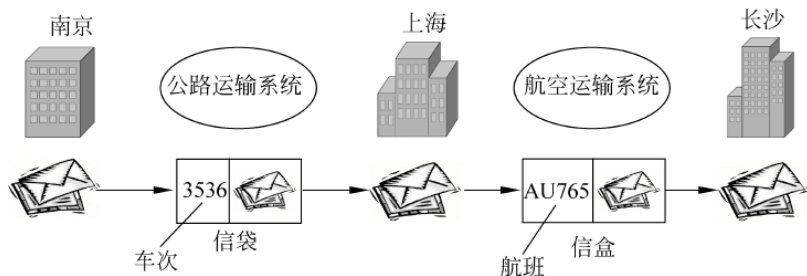 南京
上海
长沙
公路运输系统
航空运输系统
3536
AU765
信袋
信盒
车次
航班